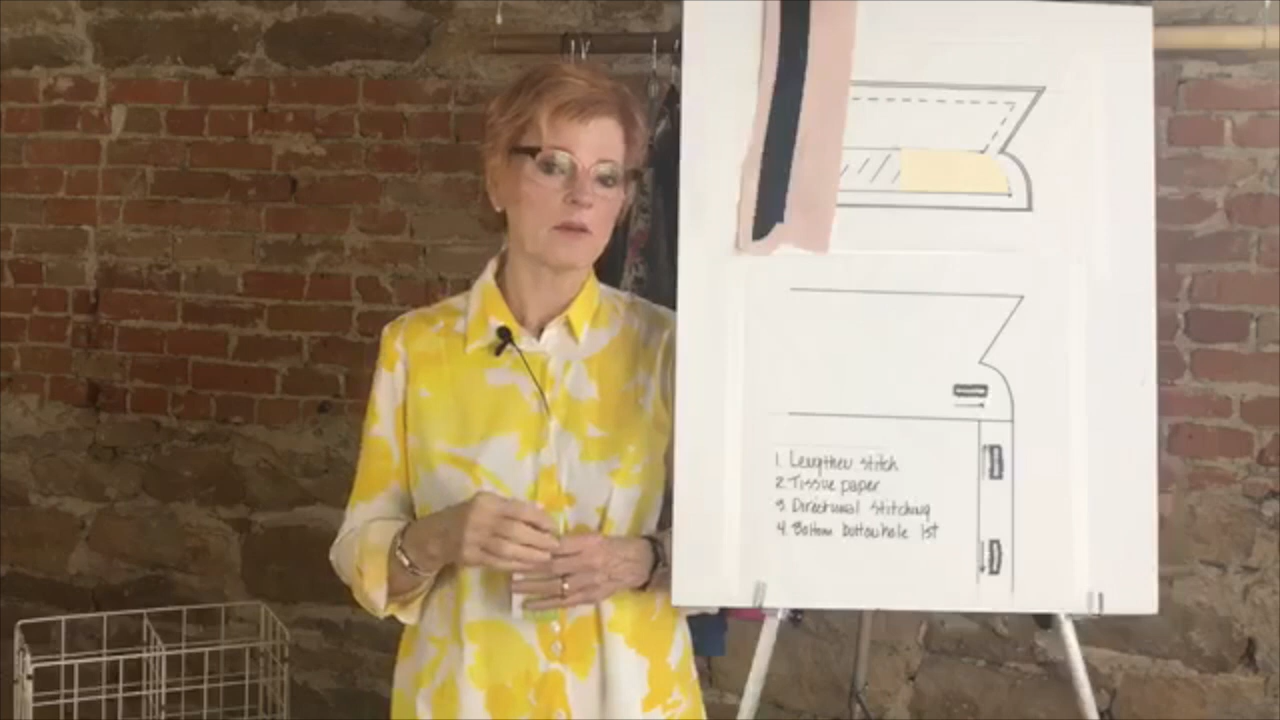 1. Lengthen stitch
2. Tissue paper
3. Directional stitching
4. Bottom buttonhole 1st